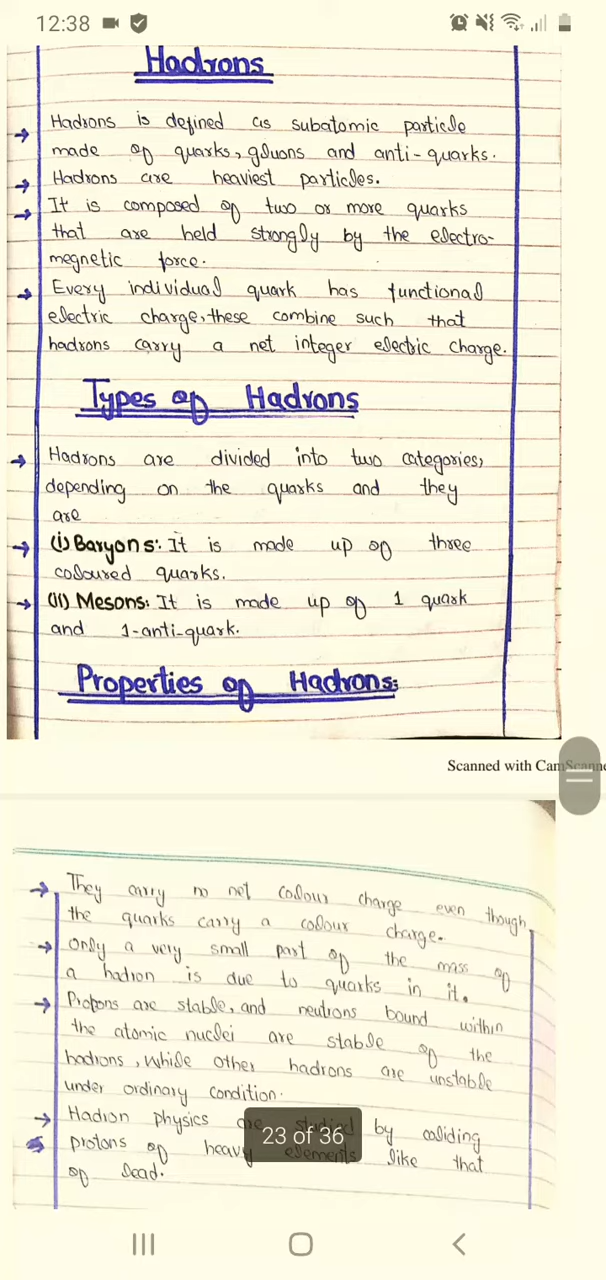 12:38
Hadrons
→ Hadrons is defined as subatomic particle
made of quarks, gluons and anti-quarks.
→ Hadrons are heaviest particles.
→ It is composed of two or more quarks
that are held strongly by the electro-
megnetic force.
→ Every individual quark has functional
electric charge, these combine such that
hadrons carry a net integer electric charge.
Types of Hadrons
→ Hadrons are divided into two categories,
depending on the quarks and they
are
→ (i) Baryons: It is made up of three
coloured quarks.
→ (ii) Mesons: It is made up of 1 quark
and 1-anti-quark.
Properties of Hadrons:
Scanned with CamScanne
→ They carry no net colour charge even though
the quarks carry a colour charge.
→ Only a very small part of the mass of
a hadron is due to quarks in it.
→ Protons are stable, and neutrons bound within
the atomic nuclei are stable of the
hadrons, While other hadrons are unstable
under ordinary condition.
→ Hadron physics are studied by coliding
protons of heavy elements like that
of lead.
23 of 36